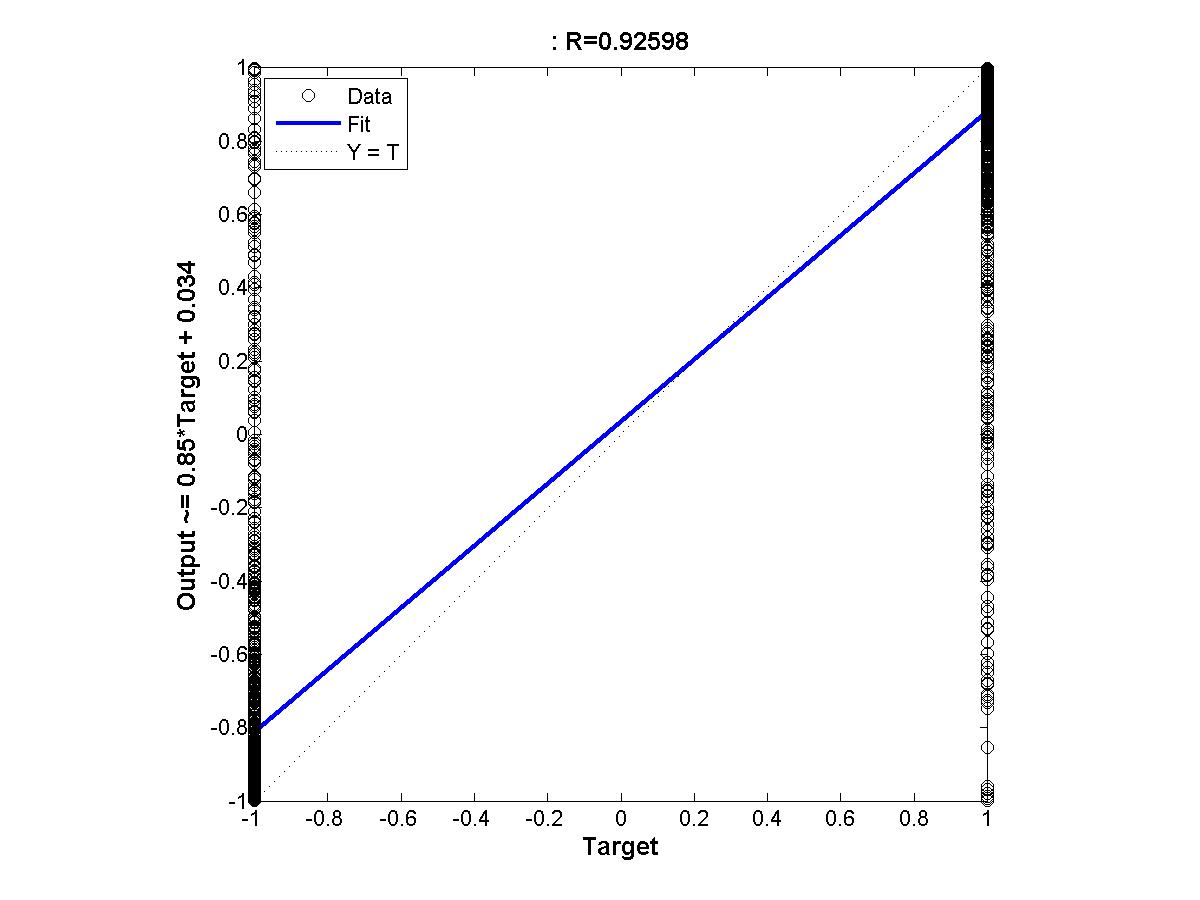 : R=0.92598
Data
Fit
Y = T
1
0.8
0.6
0.4
0.2
0
-0.2
-0.4
-0.6
-0.8
-1
Output ~= 0.85*Target + 0.034
-1 -0.8 -0.6 -0.4 -0.2 0 0.2 0.4 0.6 0.8 1
Target